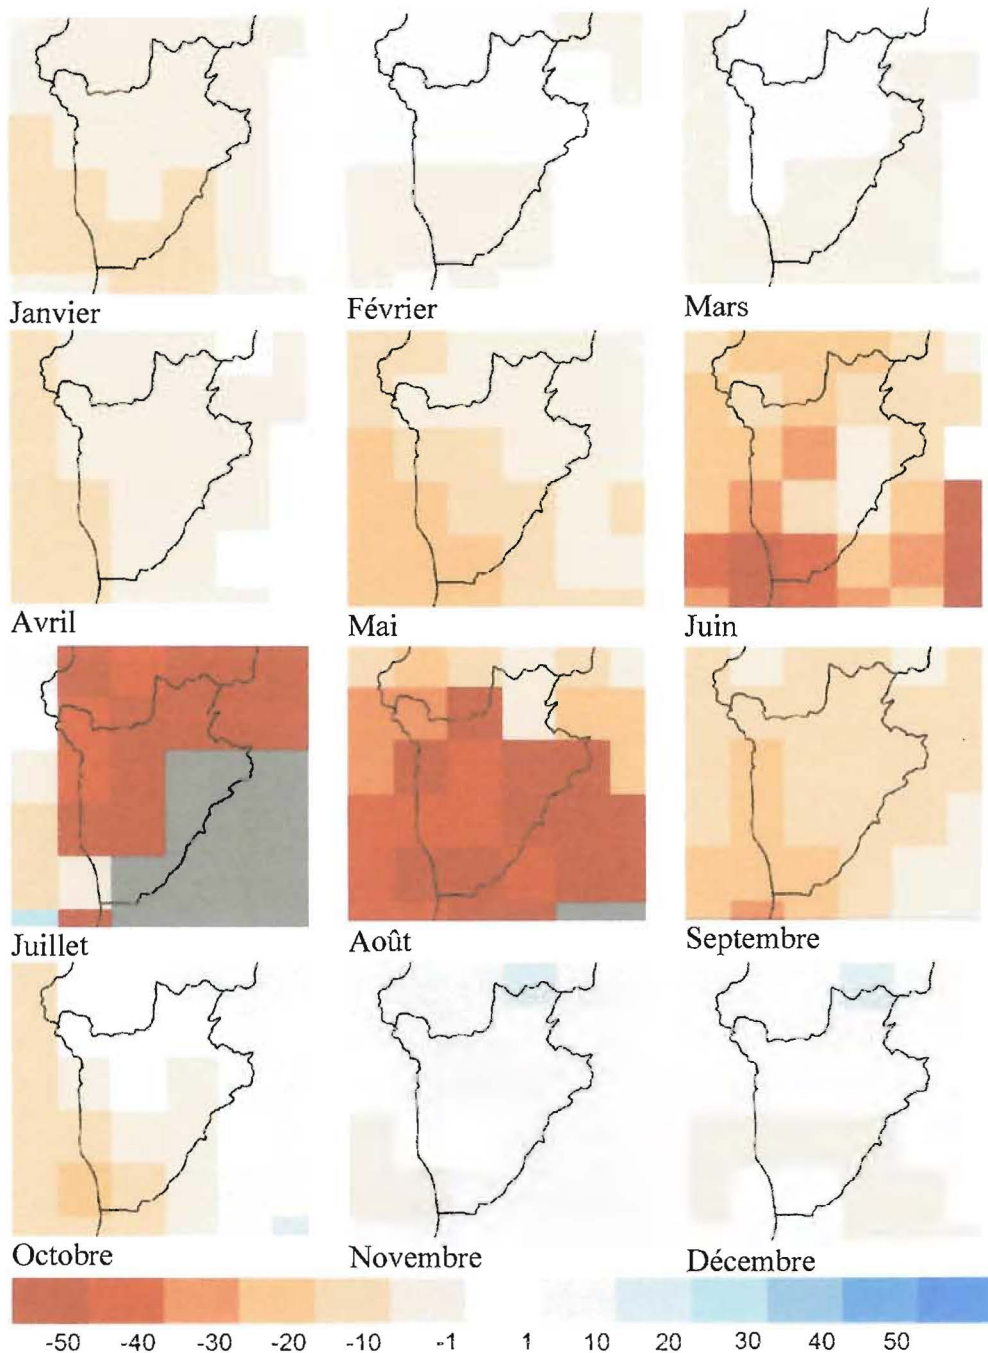 Janvier
Février
Mars
Avril
Mai
Juin
Juillet
Août
Septembre
Octobre
Novembre
Décembre
-50 -40 -30 -20 -10 -1 1 10 20 30 40 50